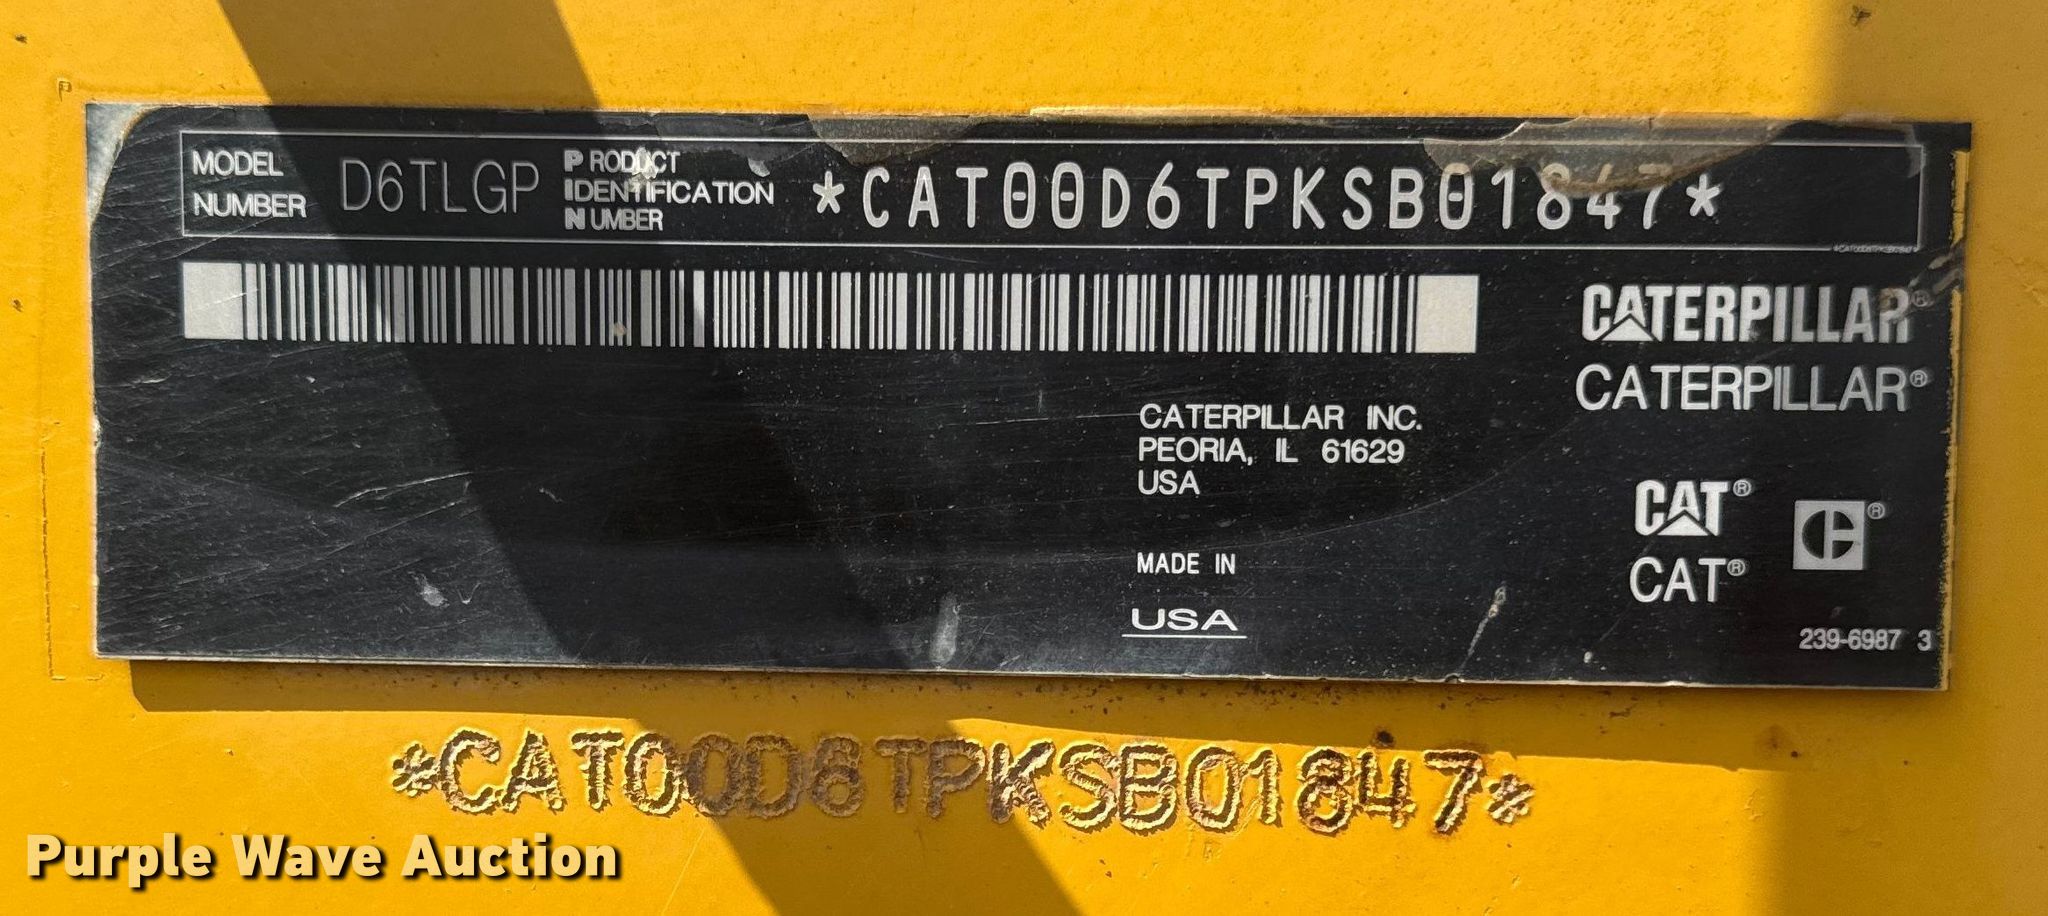 MODEL NUMBER D6TLGP PRODUCT IDENTIFICATION NUMBER *CAT00D6TPKSB01847*
*CAT00D6TPKSB01847*
CATERPILLAR®
CATERPILLAR®
CATERPILLAR INC.
PEORIA, IL 61629
USA
CAT®
CAT®
C®
MADE IN
USA
239-6987 3
*CAT00D6TPKSB01847*
Purple Wave Auction